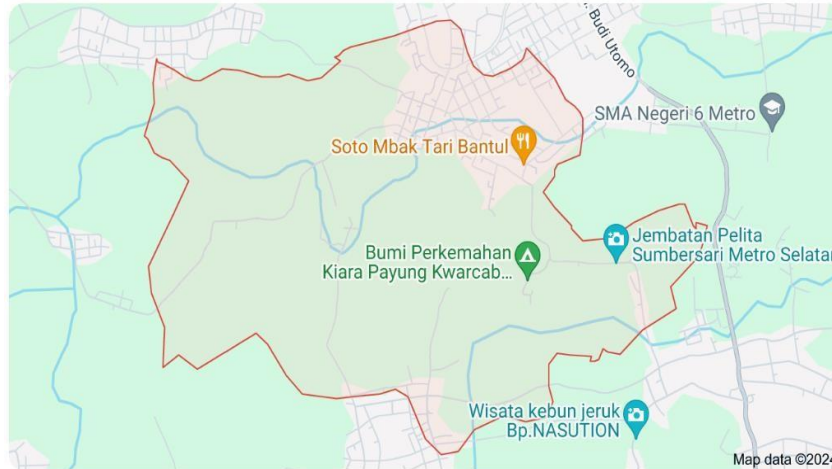 . Budi Utomo
SMA Negeri 6 Metro
Soto Mbak Tari Bantul
Jembatan Pelita
Sumbersari Metro Selatan
Bumi Perkemahan
Kiara Payung Kwarcab...
Wisata kebun jeruk
Bp.NASUTION
Map data ©2024